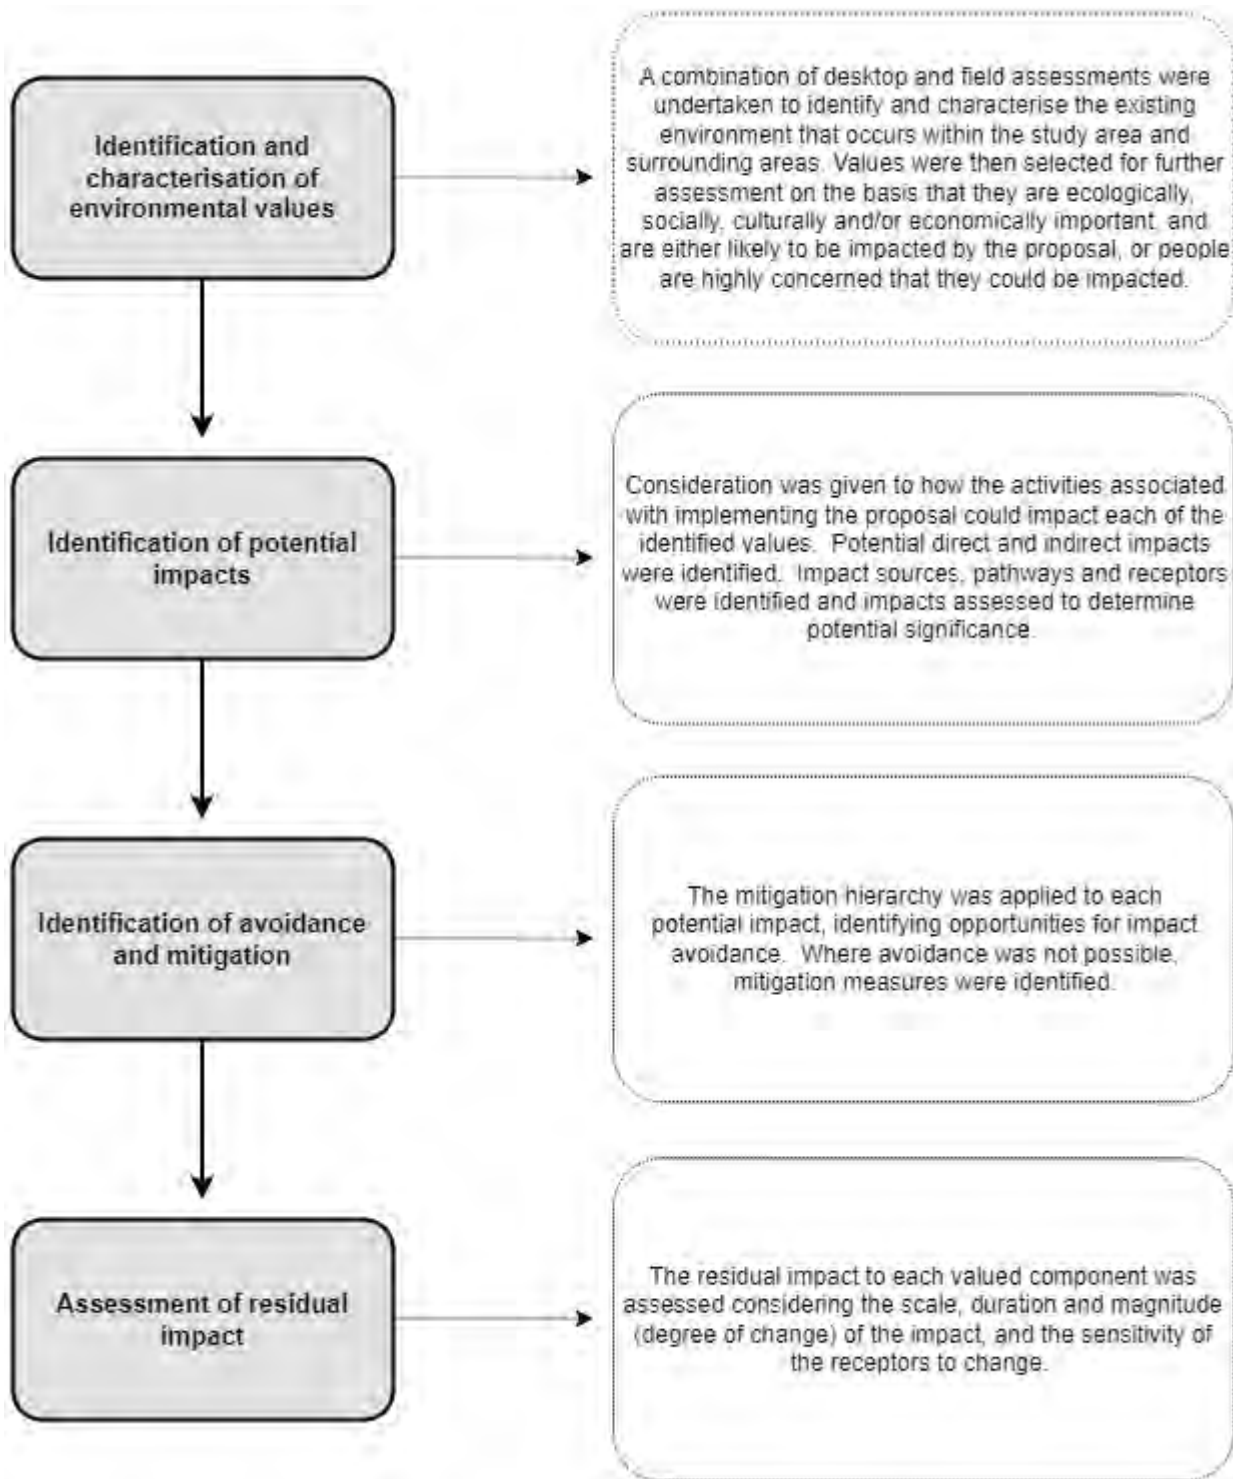 Identification and
characterisation of
environmental values
A combination of desktop and field assessments were
undertaken to identify and characterise the existing
environment that occurs within the study area and
surrounding areas. Values were then selected for further
assessment on the basis that they are ecologically,
socially, culturally and/or economically important, and
are either likely to be impacted by the proposal, or people
are highly concerned that they could be impacted.
Identification of potential
impacts
Consideration was given to how the activities associated
with implementing the proposal could impact each of the
identified values. Potential direct and indirect impacts
were identified. Impact sources, pathways and receptors
were identified and impacts assessed to determine
potential significance.
Identification of avoidance
and mitigation
The mitigation hierarchy was applied to each
potential impact, identifying opportunities for impact
avoidance. Where avoidance was not possible,
mitigation measures were identified.
Assessment of residual
impact
The residual impact to each valued component was
assessed considering the scale, duration and magnitude
(degree of change) of the impact, and the sensitivity of
the receptors to change.